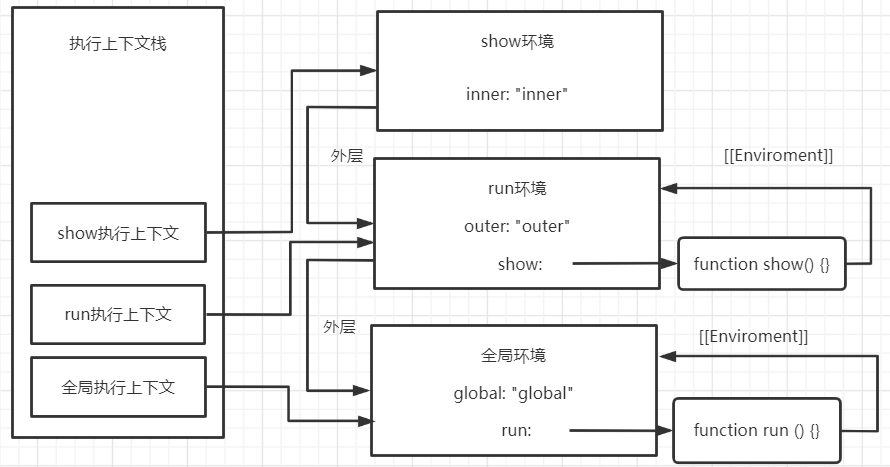 执行上下文栈
show执行上下文
run执行上下文
全局执行上下文
show环境
inner: "inner"
外层
[[Enviroment]]
run环境
outer: "outer"
show:
function show() {}
外层
[[Enviroment]]
全局环境
global: "global"
run:
function run () {}